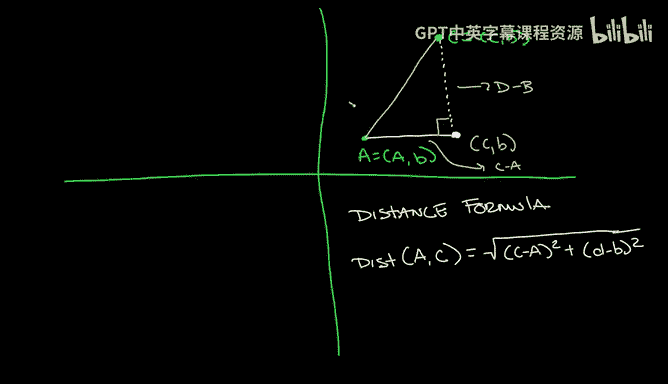 GPT中英字幕课程资源 bilibili
→ D-B
A=(A,b)
(c,b)
→ C-A
DISTANCE FORMULA
Dist(A,C)=√(C-A)²+(d-b)²